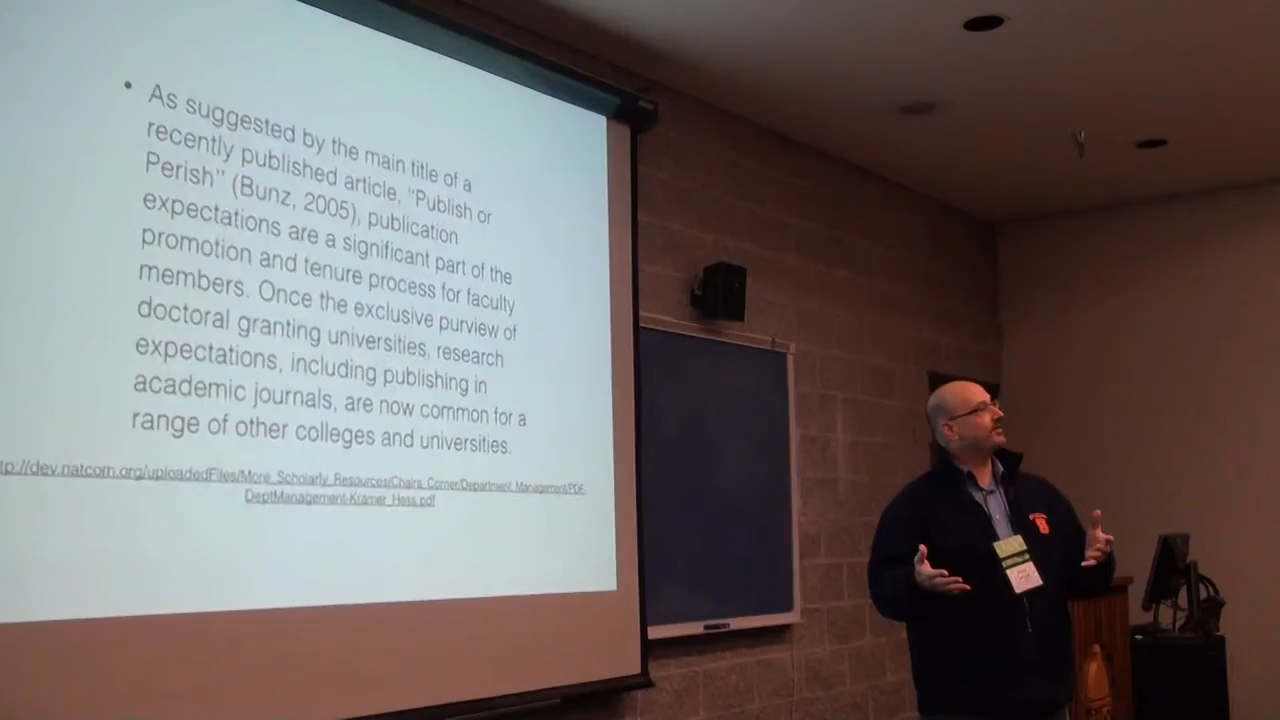 • As suggested by the main title of a
recently published article, “Publish or
Perish” (Bunz, 2005), publication
expectations are a significant part of the
promotion and tenure process for faculty
members. Once the exclusive purview of
doctoral granting universities, research
expectations, including publishing in
academic journals, are now common for a
range of other colleges and universities.
tp://dev.natcom.org/uploadedFiles/More_Scholarly_Resources/Chairs_Corner/Department_Management/PDF-
DeptManagement-Kramer_Hess.pdf